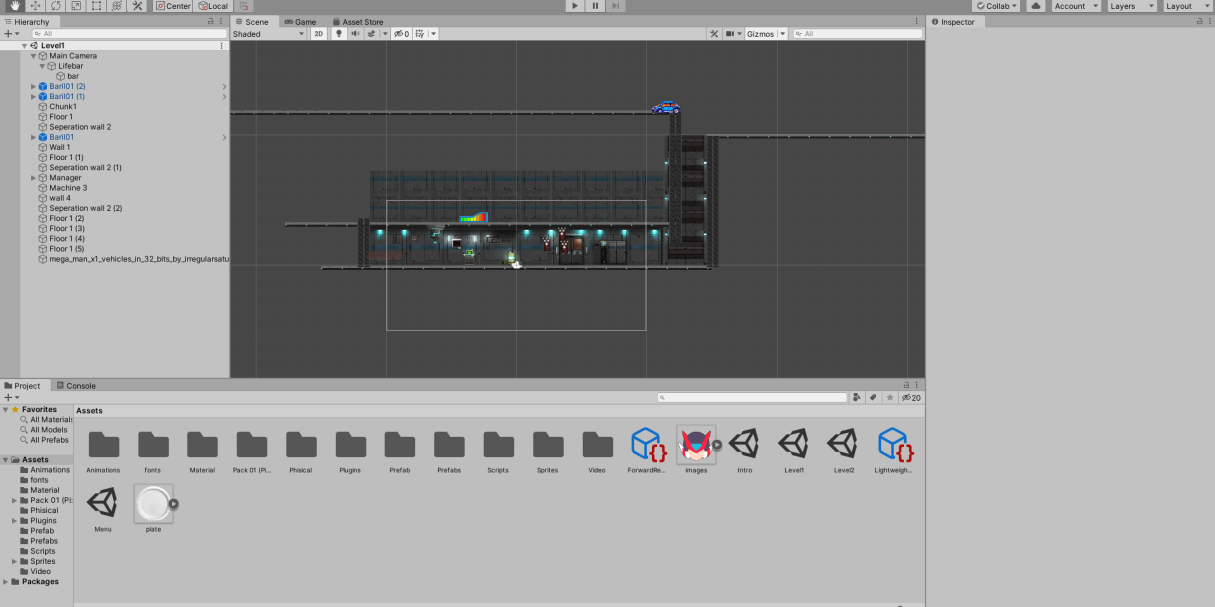 Center Local Collab Account Layers Layout
Hierarchy Scene Game Asset Store Inspector
All Shaded 2D 0 Gizmos All
Level1
Main Camera
Lifebar
bar
Baril01 (2)
Baril01 (1)
Chunk1
Floor 1
Seperation wall 2
Baril01
Wall 1
Floor 1 (1)
Seperation wall 2 (1)
Manager
Machine 3
wall 4
Seperation wall 2 (2)
Floor 1 (2)
Floor 1 (3)
Floor 1 (4)
Floor 1 (5)
mega_man_x1_vehicles_in_32_bits_by_irregularsatu
Project Console
20
Favorites
All Materials
All Models
All Prefabs
Assets
Animations
fonts
Material
Pack 01 (Pi:
Phisical
Plugins
Prefab
Prefabs
Scripts
Sprites
Video
Packages
Assets
Animations fonts Material Pack 01 (Pi... Phisical Plugins Prefab Prefabs Scripts Sprites Video ForwardRe... images Intro Level1 Level2 Lightweigh...
Menu plate